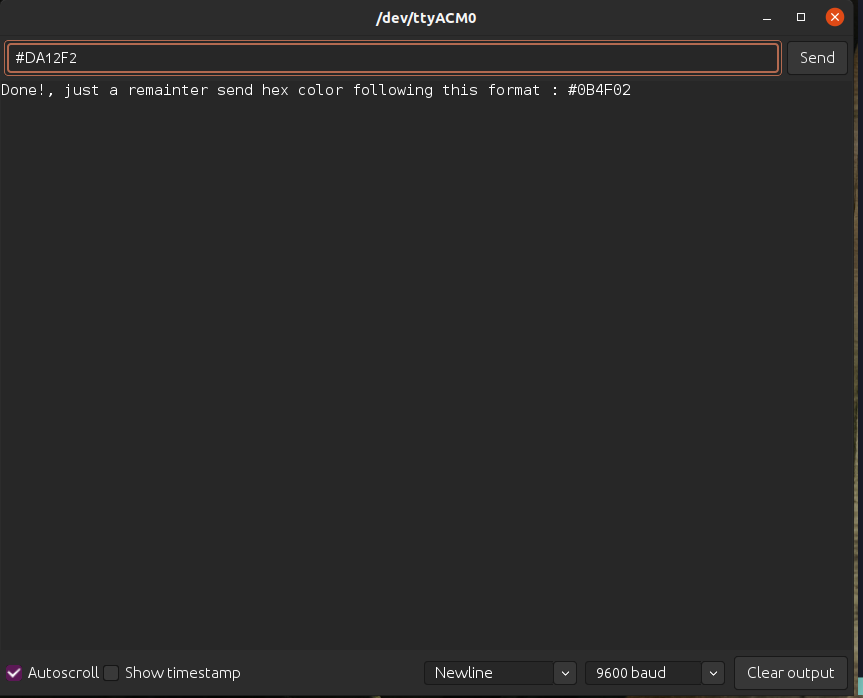 /dev/ttyACM0
#DA12F2
Send
Done!, just a remainter send hex color following this format : #0B4F02
Autoscroll
Show timestamp
Newline
9600 baud
Clear output